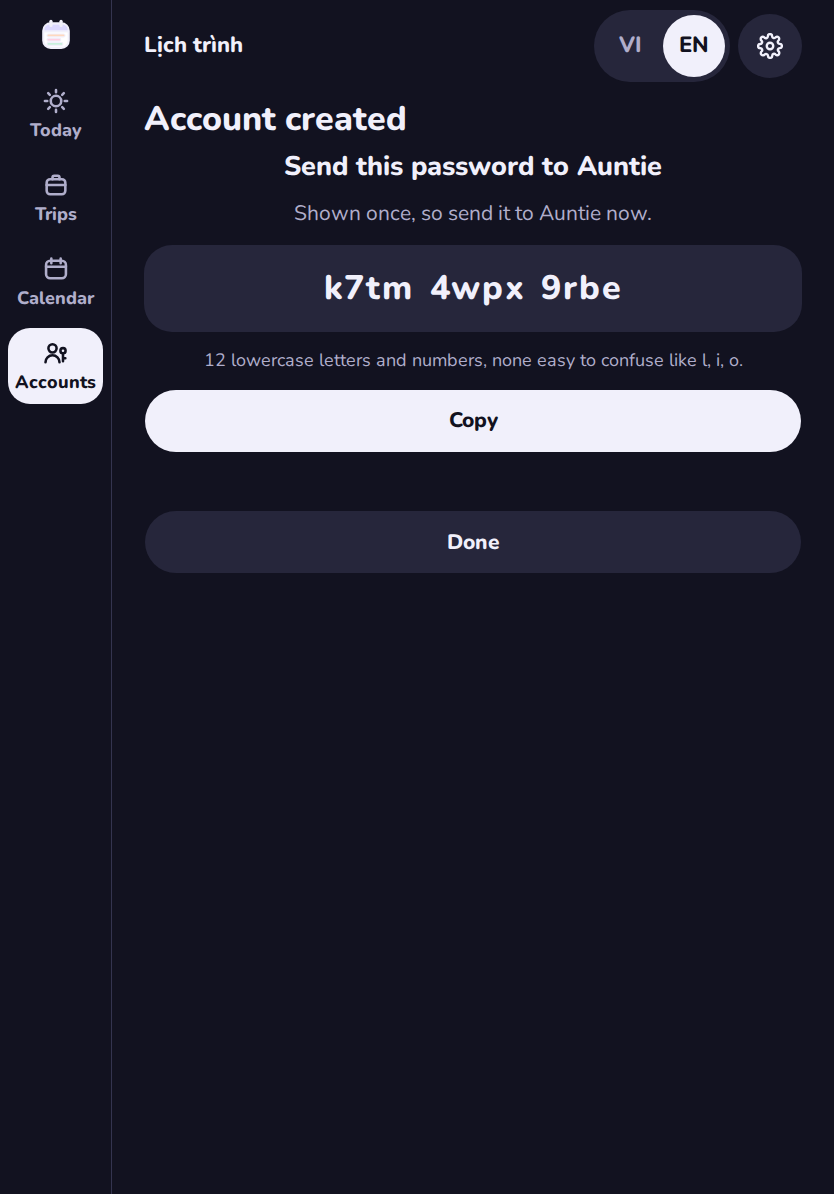 Lịch trình
VI
EN
Today
Trips
Calendar
Accounts
Account created
Send this password to Auntie
Shown once, so send it to Auntie now.
k7tm 4wpx 9rbe
12 lowercase letters and numbers, none easy to confuse like l, i, o.
Copy
Done